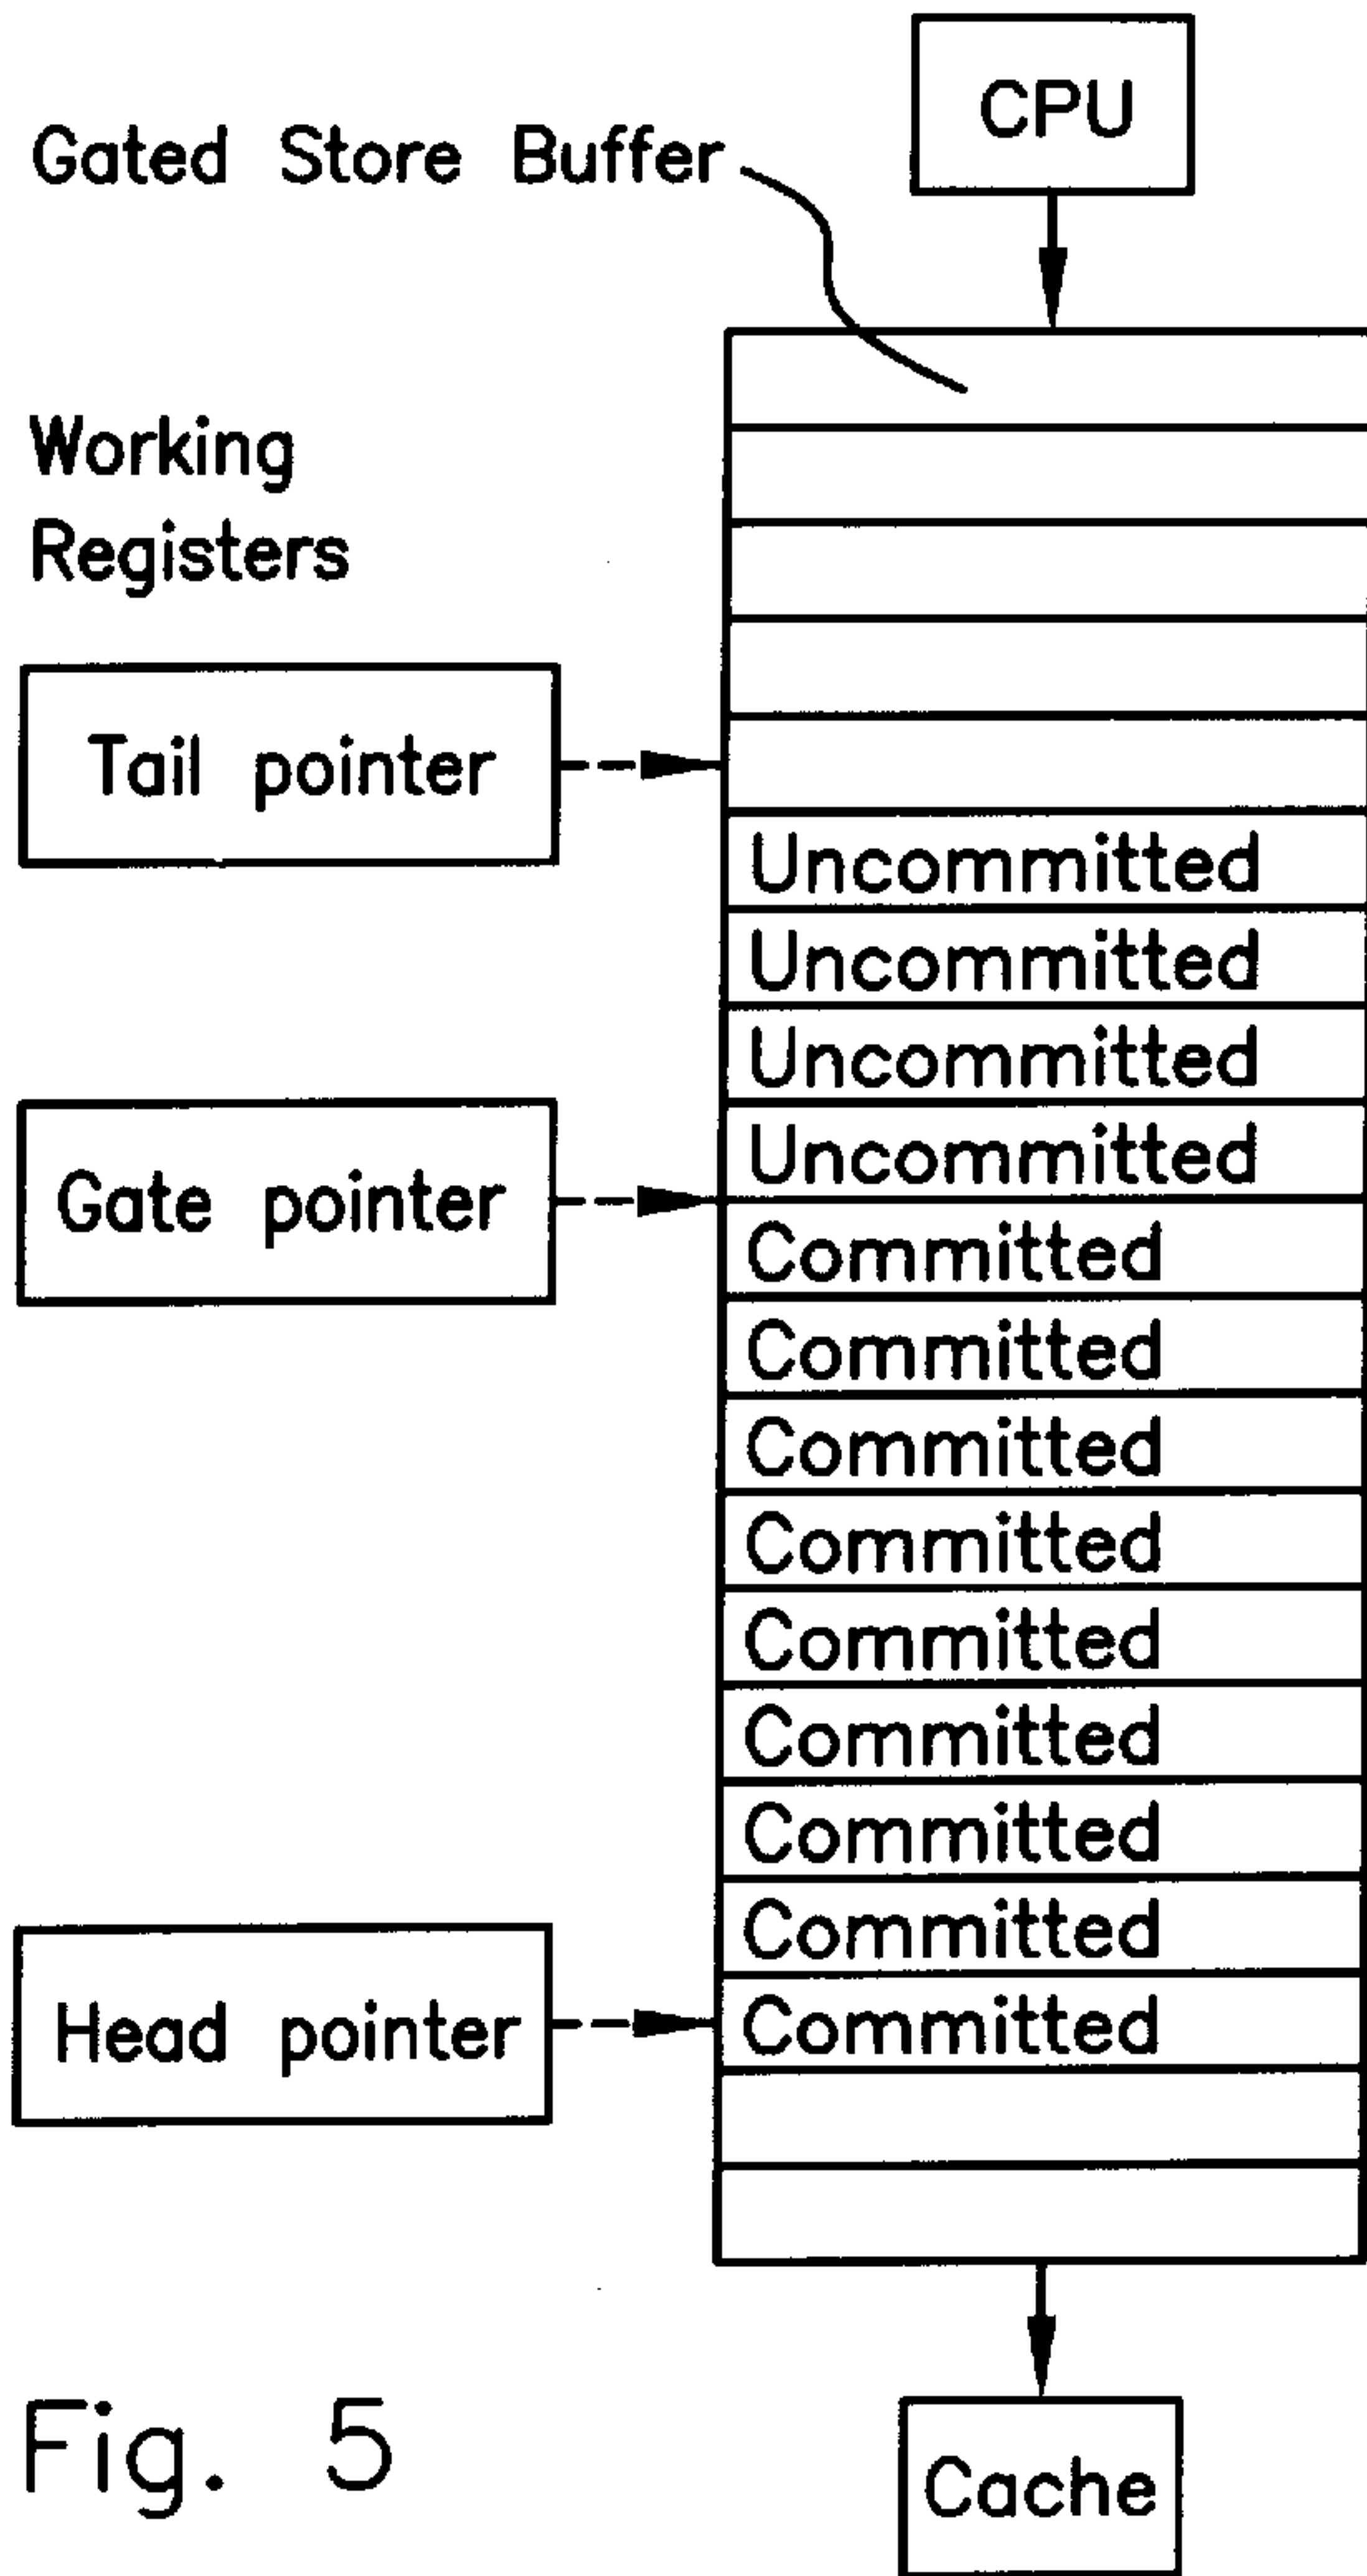 CPU
Gated Store Buffer
Working
Registers
Tail pointer
Uncommitted
Uncommitted
Uncommitted
Uncommitted
Gate pointer
Committed
Committed
Committed
Committed
Committed
Committed
Committed
Committed
Head pointer
Committed
Fig. 5
Cache